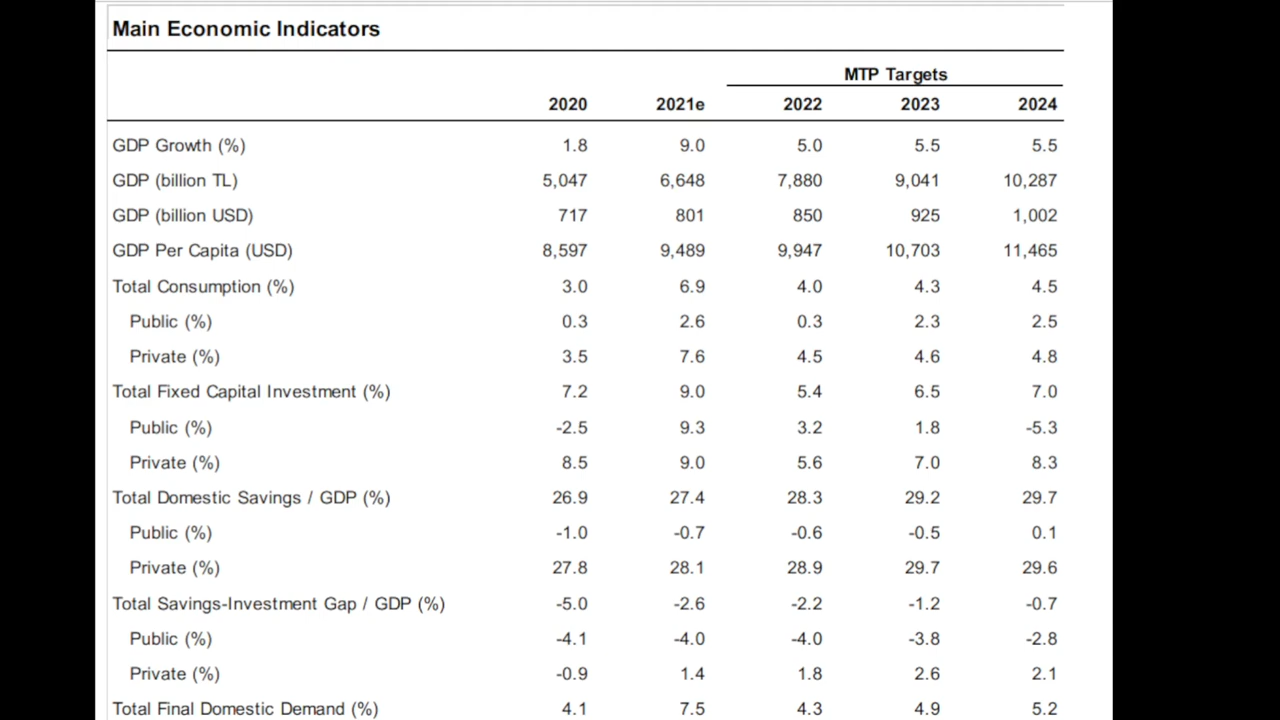 Main Economic Indicators
MTP Targets
2020 2021e 2022 2023 2024
GDP Growth (%) 1.8 9.0 5.0 5.5 5.5
GDP (billion TL) 5,047 6,648 7,880 9,041 10,287
GDP (billion USD) 717 801 850 925 1,002
GDP Per Capita (USD) 8,597 9,489 9,947 10,703 11,465
Total Consumption (%) 3.0 6.9 4.0 4.3 4.5
Public (%) 0.3 2.6 0.3 2.3 2.5
Private (%) 3.5 7.6 4.5 4.6 4.8
Total Fixed Capital Investment (%) 7.2 9.0 5.4 6.5 7.0
Public (%) -2.5 9.3 3.2 1.8 -5.3
Private (%) 8.5 9.0 5.6 7.0 8.3
Total Domestic Savings / GDP (%) 26.9 27.4 28.3 29.2 29.7
Public (%) -1.0 -0.7 -0.6 -0.5 0.1
Private (%) 27.8 28.1 28.9 29.7 29.6
Total Savings-Investment Gap / GDP (%) -5.0 -2.6 -2.2 -1.2 -0.7
Public (%) -4.1 -4.0 -4.0 -3.8 -2.8
Private (%) -0.9 1.4 1.8 2.6 2.1
Total Final Domestic Demand (%) 4.1 7.5 4.3 4.9 5.2